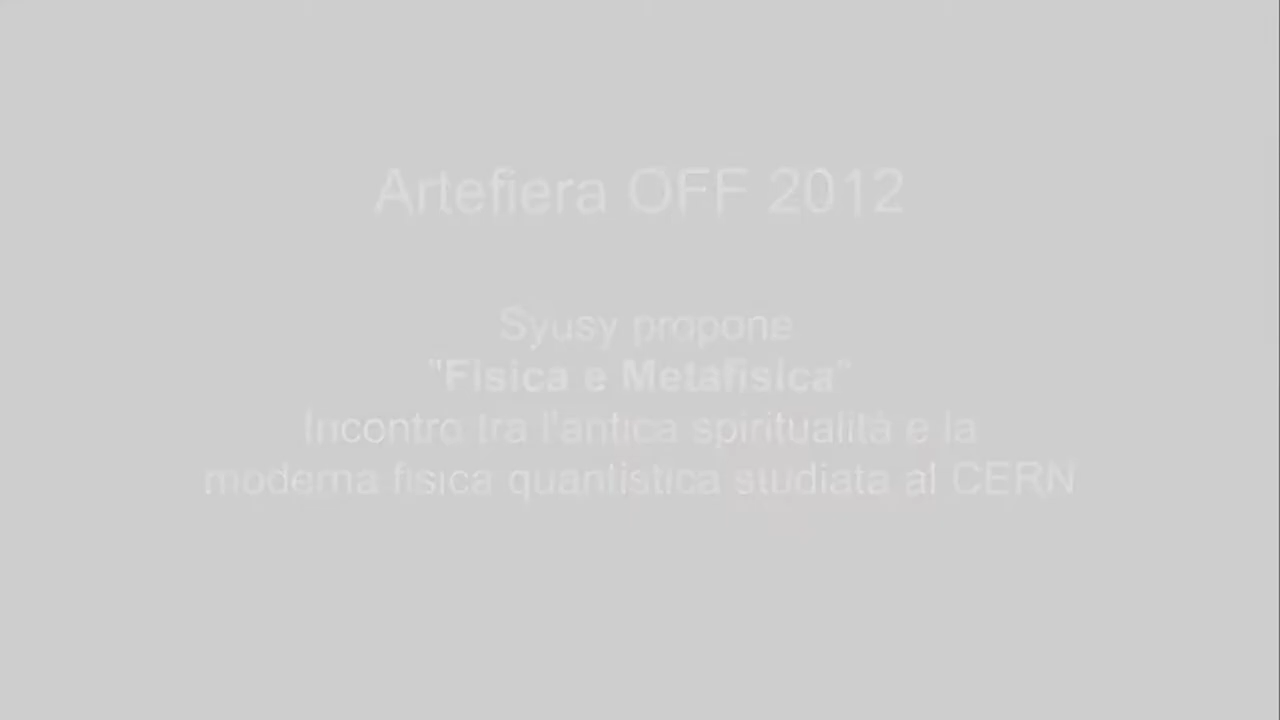 Artefiera OFF 2012
Syusy propone
"Fisica e Metafisica"
Incontro tra l'antica spiritualità e la
moderna fisica quantistica studiata al CERN